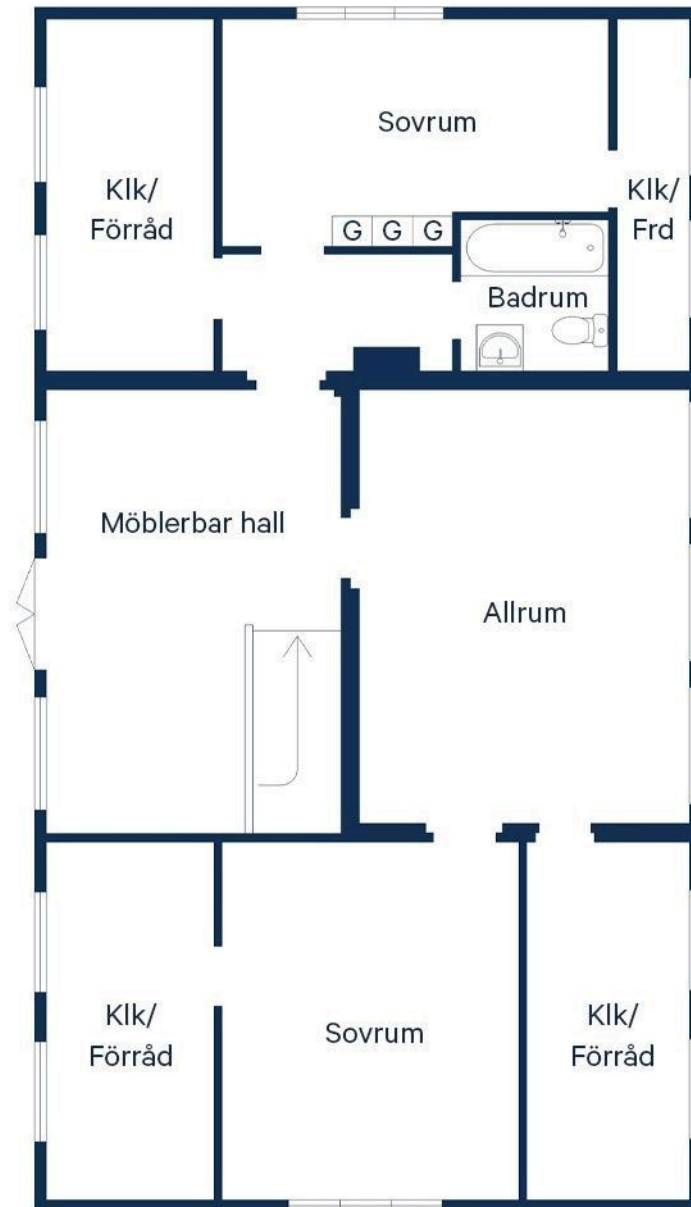 Sovrum
Klk/
Förråd
Klk/
Frd
G G G
Badrum
Möblerbar hall
Allrum
Klk/
Förråd
Sovrum
Klk/
Förråd